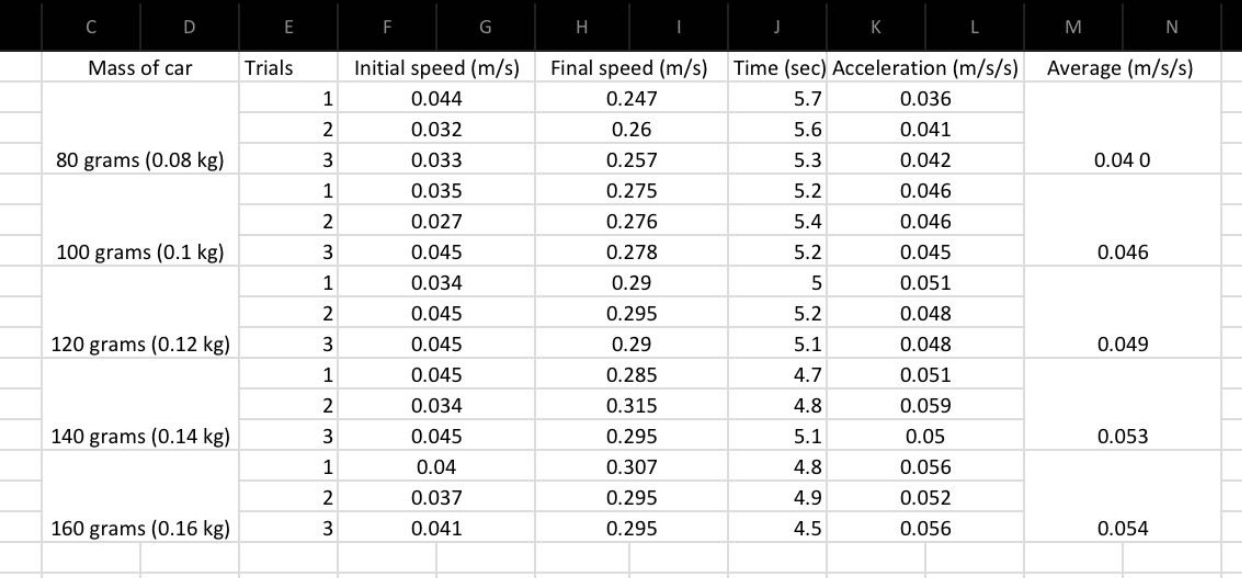 C D E F G H I J K L M N
Mass of car Trials Initial speed (m/s) Final speed (m/s) Time (sec) Acceleration (m/s/s) Average (m/s/s)
1 0.044 0.247 5.7 0.036
2 0.032 0.26 5.6 0.041
80 grams (0.08 kg) 3 0.033 0.257 5.3 0.042 0.04 0
1 0.035 0.275 5.2 0.046
2 0.027 0.276 5.4 0.046
100 grams (0.1 kg) 3 0.045 0.278 5.2 0.045 0.046
1 0.034 0.29 5 0.051
2 0.045 0.295 5.2 0.048
120 grams (0.12 kg) 3 0.045 0.29 5.1 0.048 0.049
1 0.045 0.285 4.7 0.051
2 0.034 0.315 4.8 0.059
140 grams (0.14 kg) 3 0.045 0.295 5.1 0.05 0.053
1 0.04 0.307 4.8 0.056
2 0.037 0.295 4.9 0.052
160 grams (0.16 kg) 3 0.041 0.295 4.5 0.056 0.054